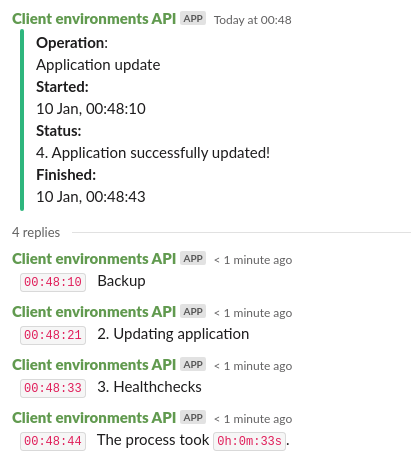 Client environments API APP Today at 00:48
Operation:
Application update
Started:
10 Jan, 00:48:10
Status:
4. Application successfully updated!
Finished:
10 Jan, 00:48:43
4 replies
Client environments API APP < 1 minute ago
00:48:10 Backup
Client environments API APP < 1 minute ago
00:48:21 2. Updating application
Client environments API APP < 1 minute ago
00:48:33 3. Healthchecks
Client environments API APP < 1 minute ago
00:48:44 The process took 0h:0m:33s.